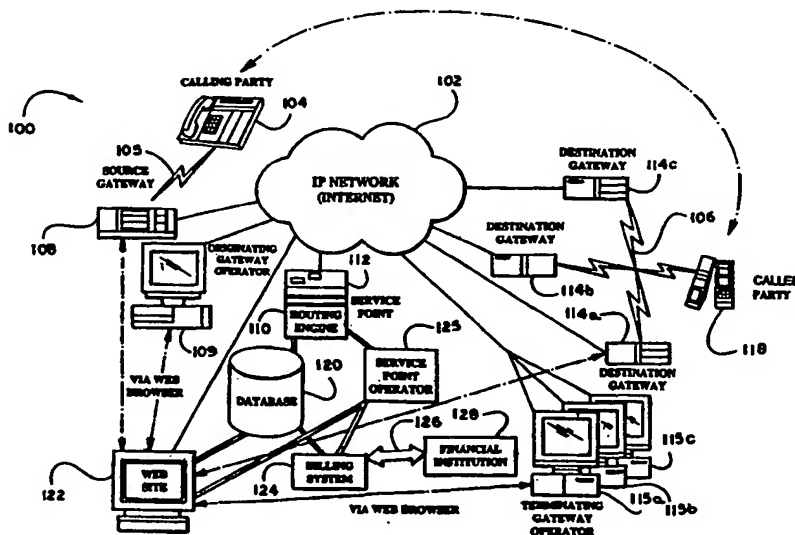 CALLING PARTY
104
102
100
105
SOURCE
GATEWAY
DESTINATION
GATEWAY
114c
IP NETWORK
(INTERNET)
106
108
ORIGINATING GATEWAY
OPERATOR
112
DESTINATION
GATEWAY
114b
CALLED
PARTY
SERVICE
POINT
110
ROUTING
ENGINE
125
114a
118
109
SERVICE
POINT
OPERATOR
DESTINATION
GATEWAY
VIA WEB
BROWSER
120
DATABASE
126
128
122
WEB
SITE
124
BILLING
SYSTEM
FINANCIAL
INSTITUTION
115c
115a
115b
VIA WEB BROWSER
TERMINATING
GATEWAY
OPERATOR